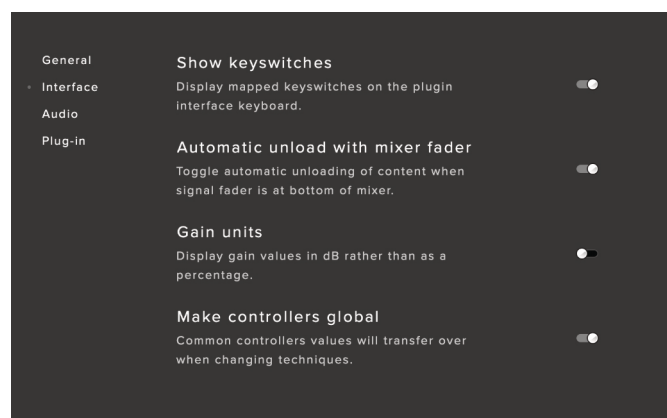 General
Interface
Audio
Plug-in
Show keyswitches
Display mapped keyswitches on the plugin
interface keyboard.
Automatic unload with mixer fader
Toggle automatic unloading of content when
signal fader is at bottom of mixer.
Gain units
Display gain values in dB rather than as a
percentage.
Make controllers global
Common controllers values will transfer over
when changing techniques.